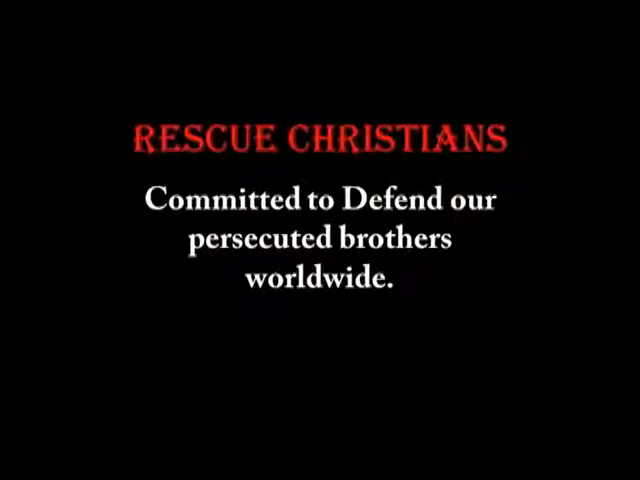 RESCUE CHRISTIANS
Committed to Defend our
persecuted brothers
worldwide.